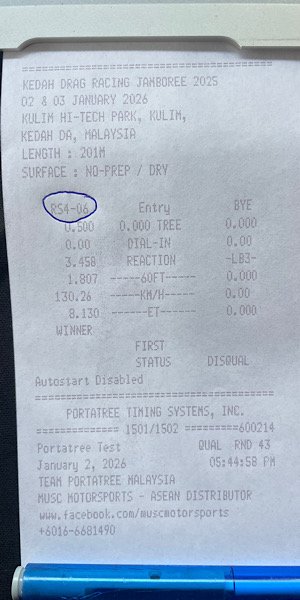 ========================================
KEDAH DRAG RACING JAMBOREE 2025
02 & 03 JANUARY 2026
KULIM HI-TECH PARK, KULIM,
KEDAH DA, MALAYSIA
LENGTH : 201M
SURFACE : NO-PREP / DRY
========================================
RS4-06 Entry BYE
0.500 0.000 TREE 0.000
0.00 DIAL-IN 0.00
3.458 REACTION -LB3-
1.807 -----60FT----- 0.000
130.26 -----KM/H----- 0.00
8.130 ------ET------ 0.000
WINNER
FIRST
STATUS DISQUAL
Autostart Disabled
========================================
PORTATREE TIMING SYSTEMS, INC.
============== 1501/1502 =========600214
Portatree Test QUAL RND 43
January 2, 2026 05:44:58 PM
TEAM PORTATREE MALAYSIA
MUSC MOTORSPORTS - ASEAN DISTRIBUTOR
www.facebook.com/muscmotorsports
+6016-6681490